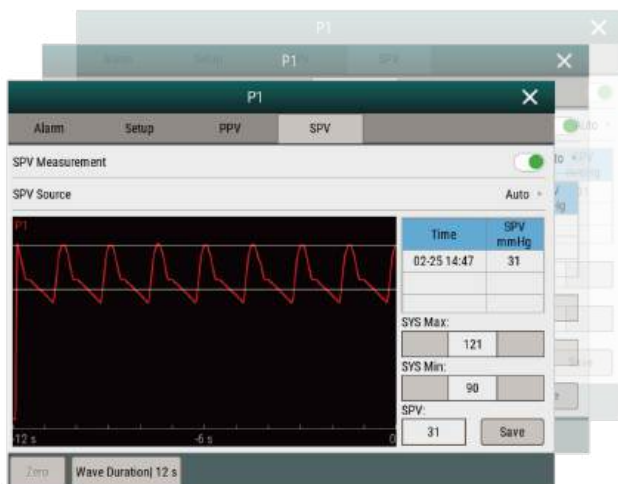 P1
P1
P1
Alarm Setup PPV SPV
SPV Measurement
SPV Source Auto
P1
Time SPV mmHg
02-25 14:47 31
SYS Max:
121
SYS Min:
90
SPV:
31 Save
-12 s -6 s 0
Zero Wave Duration| 12 s